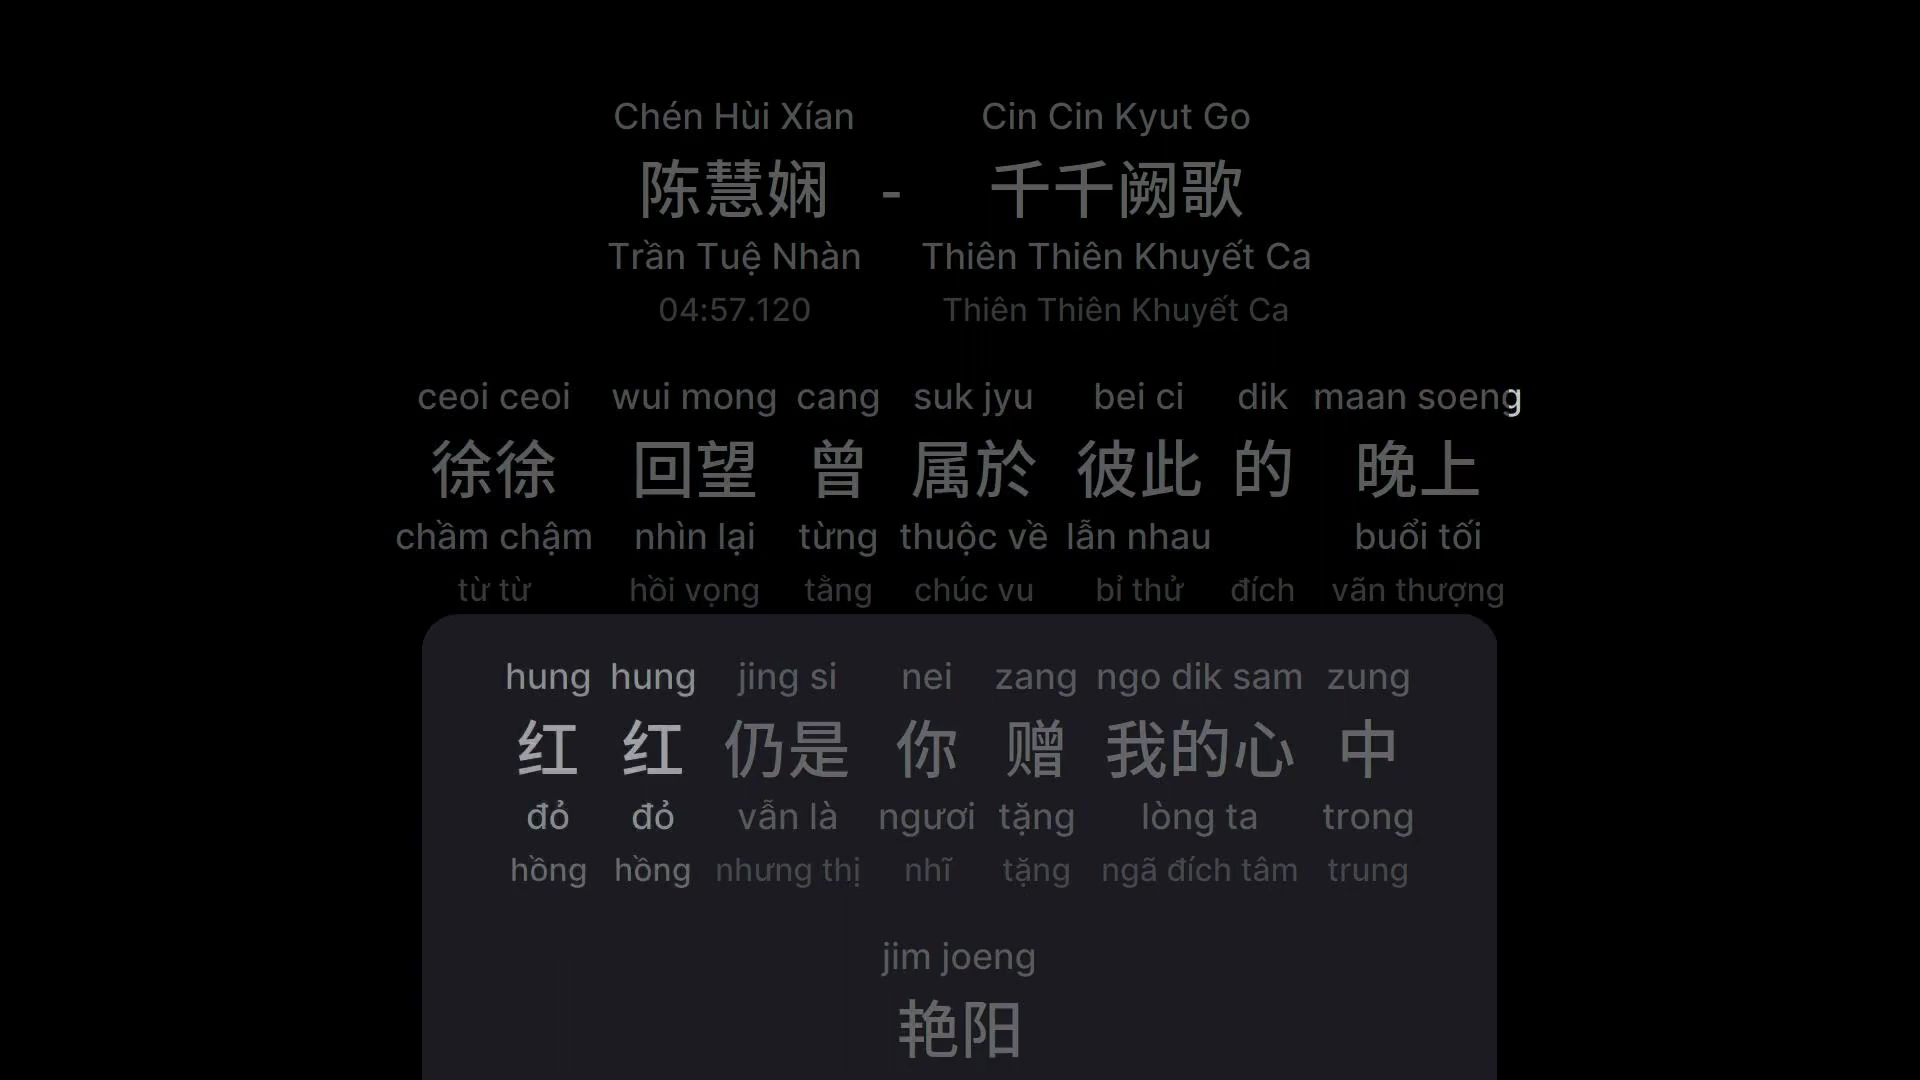 Chén Hùi Xían Cin Cin Kyut Go
陈慧娴 - 千千阙歌
Trần Tuệ Nhàn Thiên Thiên Khuyết Ca
04:57.120 Thiên Thiên Khuyết Ca
ceoi ceoi wui mong cang suk jyu bei ci dik maan soeng
徐徐 回望 曾 属於 彼此 的 晚上
chầm chậm nhìn lại từng thuộc về lẫn nhau buổi tối
từ từ hồi vọng tằng chúc vu bỉ thử đích vãn thượng
hung hung jing si nei zang ngo dik sam zung
红 红 仍是 你 赠 我的心 中
đỏ đỏ vẫn là ngươi tặng lòng ta trong
hồng hồng nhưng thị nhĩ tặng ngã đích tâm trung
jim joeng
艳阳